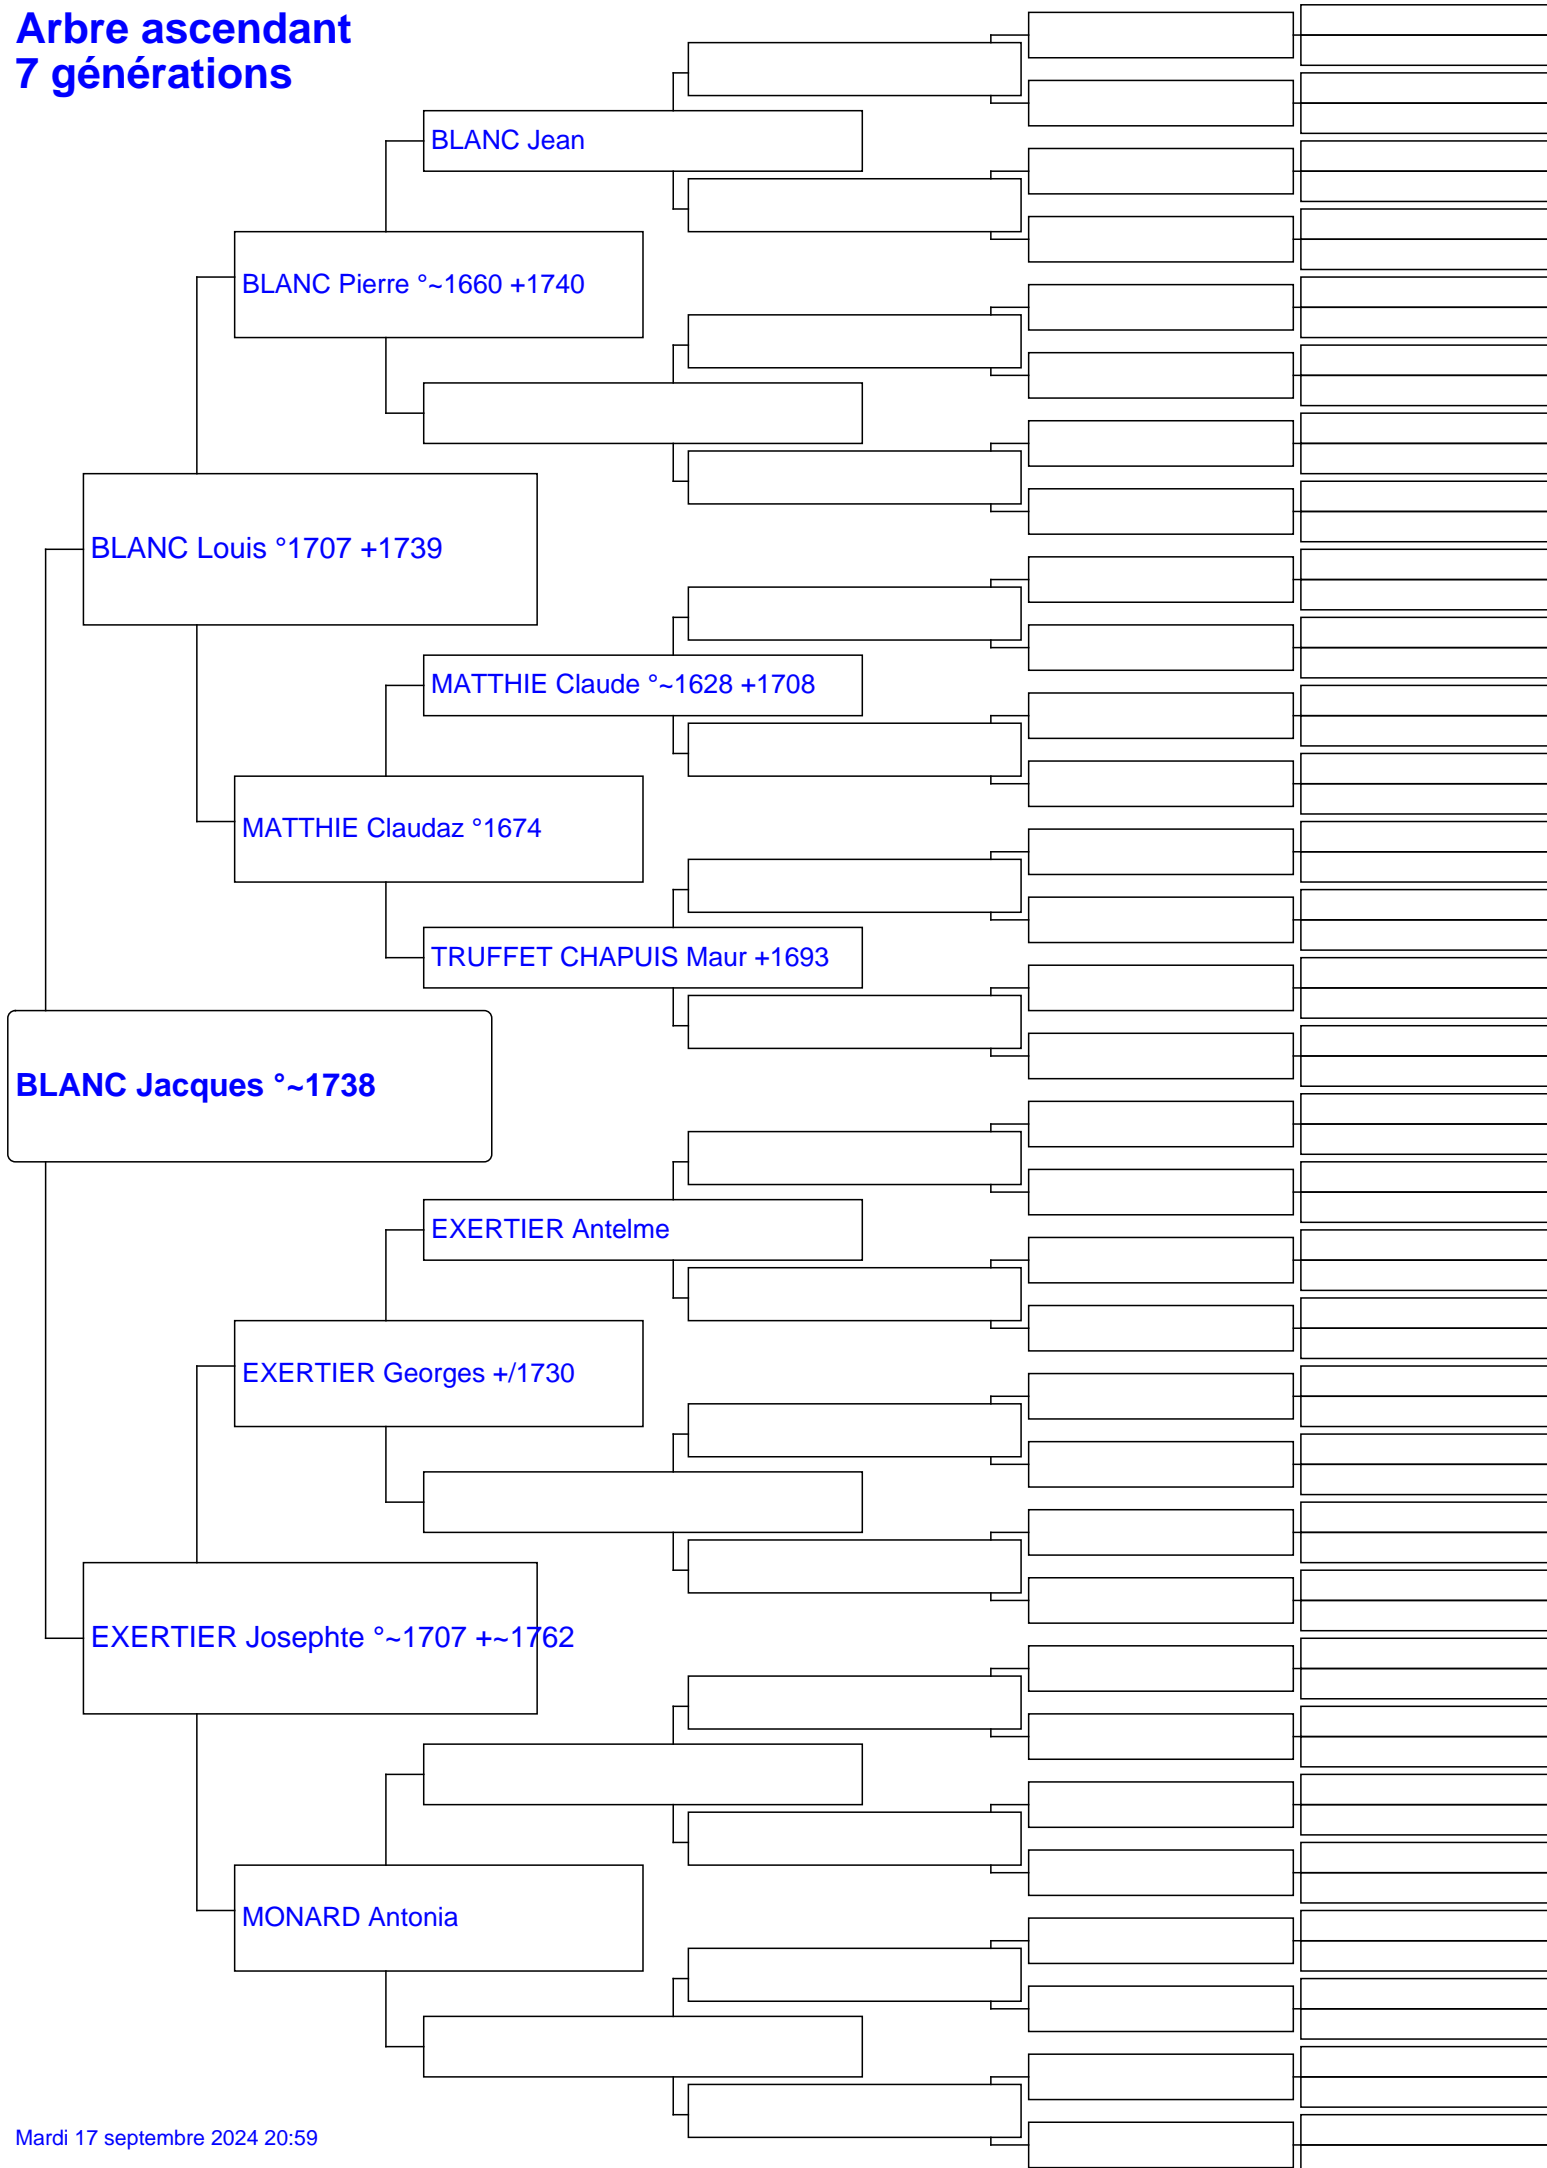 Arbre ascendant
7 générations
BLANC Jean
BLANC Pierre °~1660 +1740
BLANC Louis °1707 +1739
MATTHIE Claude °~1628 +1708
MATTHIE Claudaz °1674
TRUFFET CHAPUIS Maur +1693
BLANC Jacques °~1738
EXERTIER Antelme
EXERTIER Georges +/1730
EXERTIER Josephte °~1707 +~1762
MONARD Antonia
Mardi 17 septembre 2024 20:59